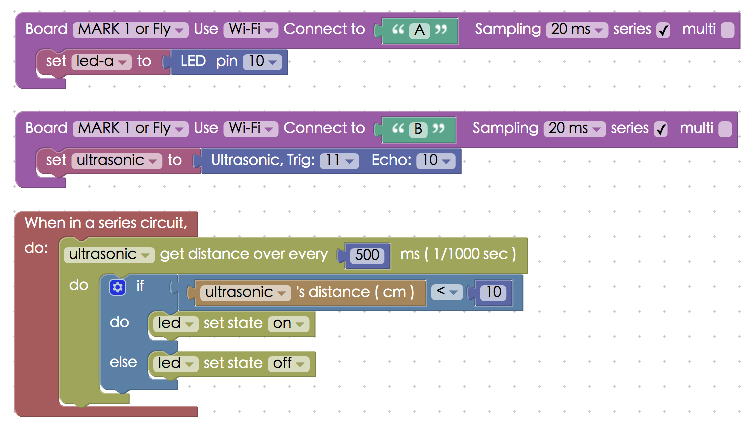 Board MARK 1 or Fly Use Wi-Fi Connect to “ A ” Sampling 20 ms series ✓ multi
set led-a to LED pin 10
Board MARK 1 or Fly Use Wi-Fi Connect to “ B ” Sampling 20 ms series ✓ multi
set ultrasonic to Ultrasonic, Trig: 11 Echo: 10
When in a series circuit,
do:
ultrasonic get distance over every 500 ms ( 1/1000 sec )
do if ultrasonic 's distance ( cm ) < 10
do led set state on
else led set state off